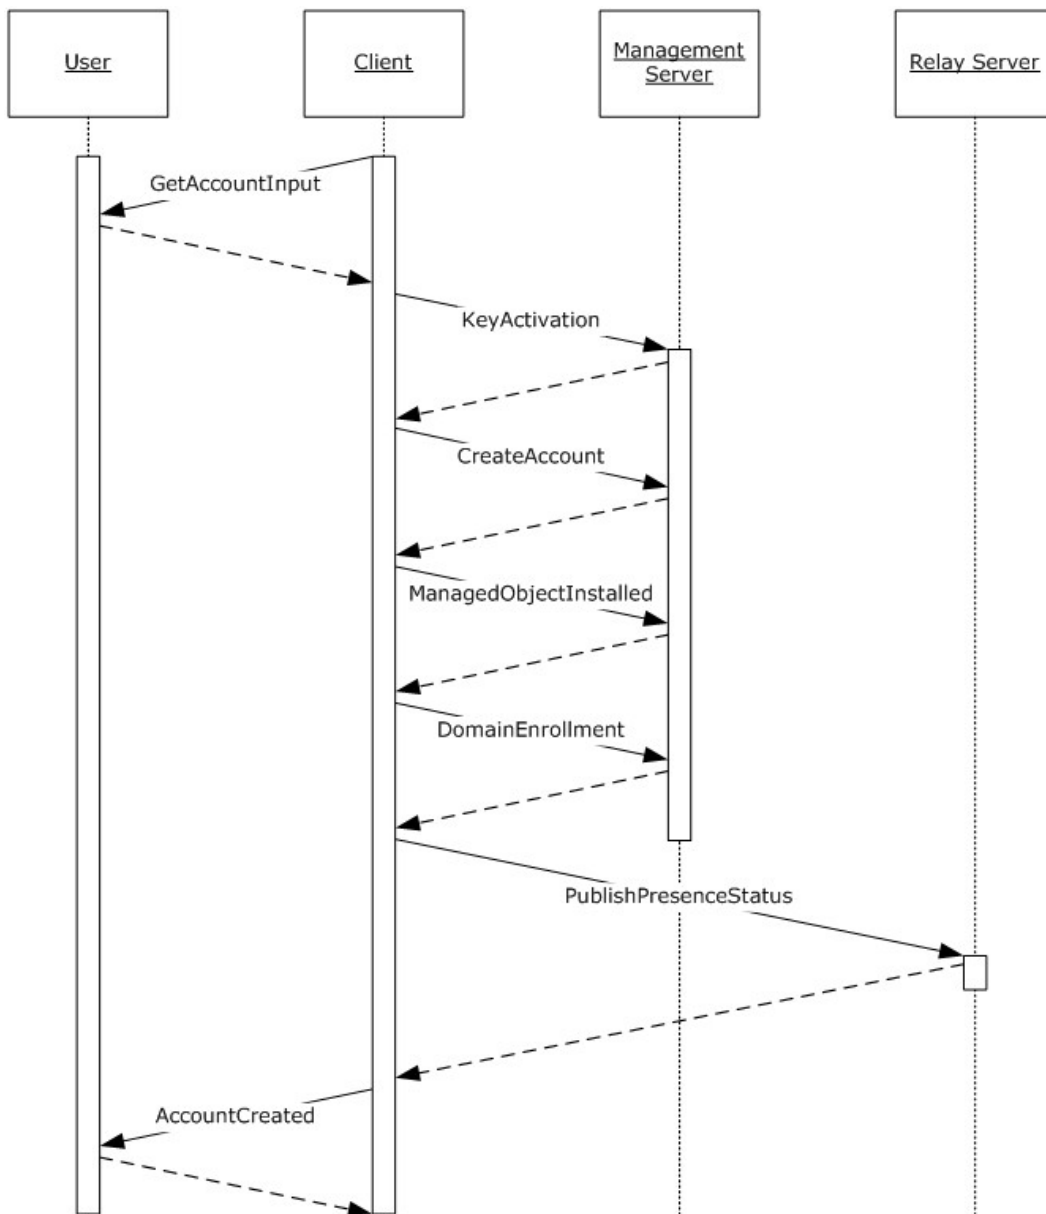 User
Client
Management
Server
Relay Server
GetAccountInput
KeyActivation
CreateAccount
ManagedObjectInstalled
DomainEnrollment
PublishPresenceStatus
AccountCreated